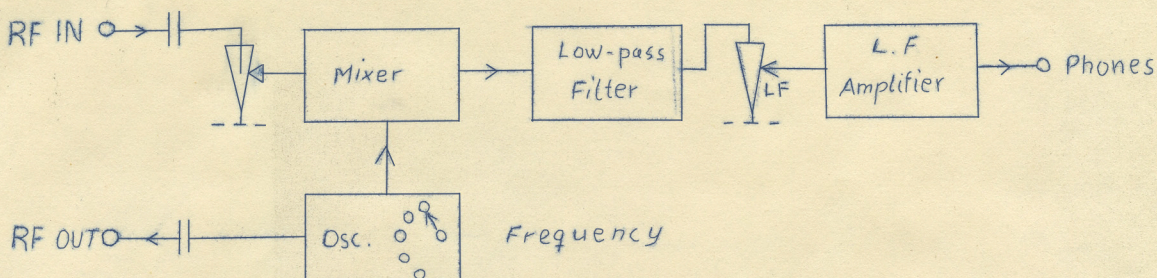 RF IN
Mixer
Low-pass
Filter
LF
L.F
Amplifier
Phones
RF OUT
Osc.
Frequency